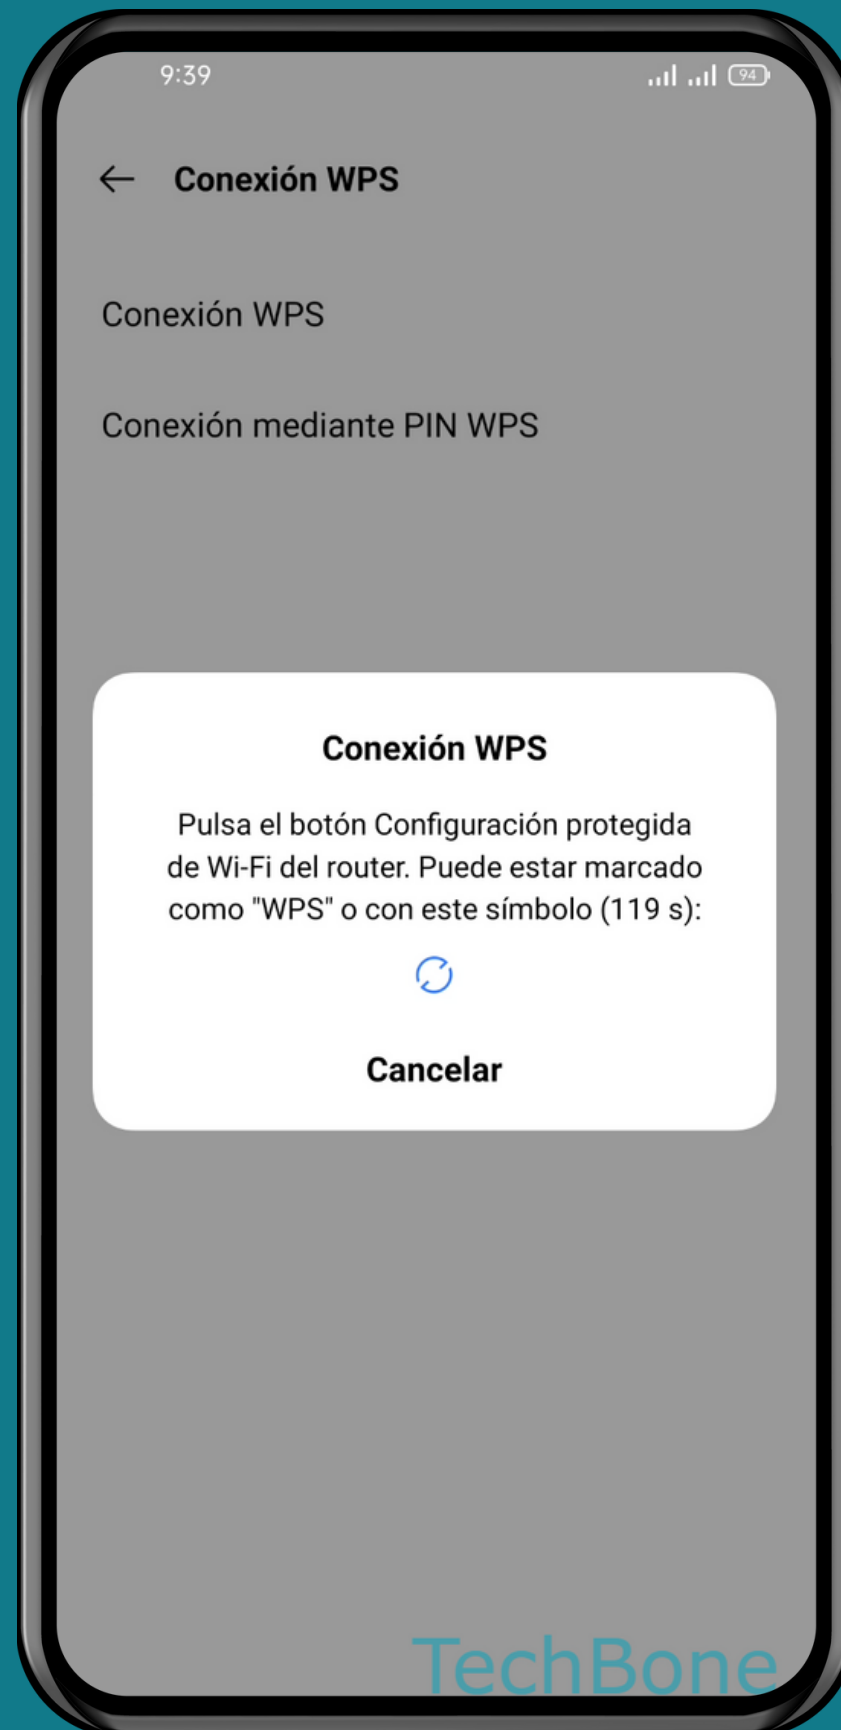 9:39
94
Conexión WPS
Conexión WPS
Conexión mediante PIN WPS
Conexión WPS
Pulsa el botón Configuración protegida
de Wi-Fi del router. Puede estar marcado
como "WPS" o con este símbolo (119 s):
Cancelar
TechBone